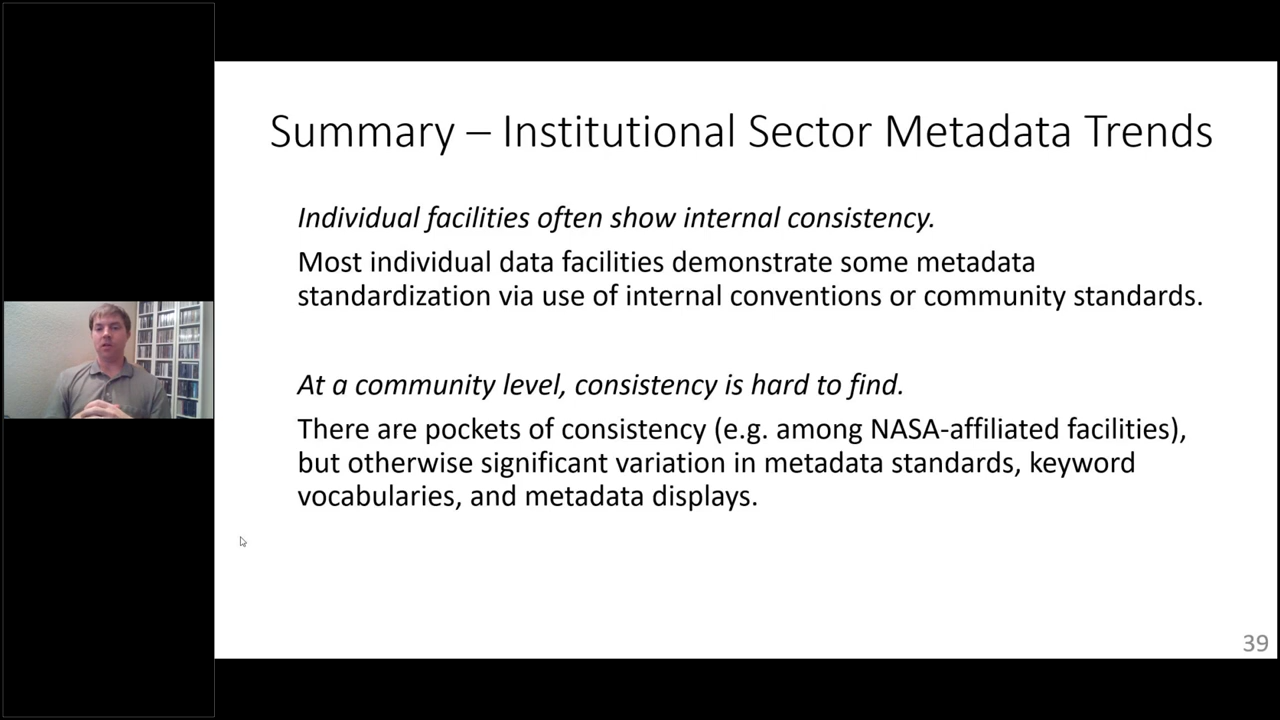 Summary – Institutional Sector Metadata Trends
Individual facilities often show internal consistency.
Most individual data facilities demonstrate some metadata
standardization via use of internal conventions or community standards.
At a community level, consistency is hard to find.
There are pockets of consistency (e.g. among NASA-affiliated facilities),
but otherwise significant variation in metadata standards, keyword
vocabularies, and metadata displays.
39